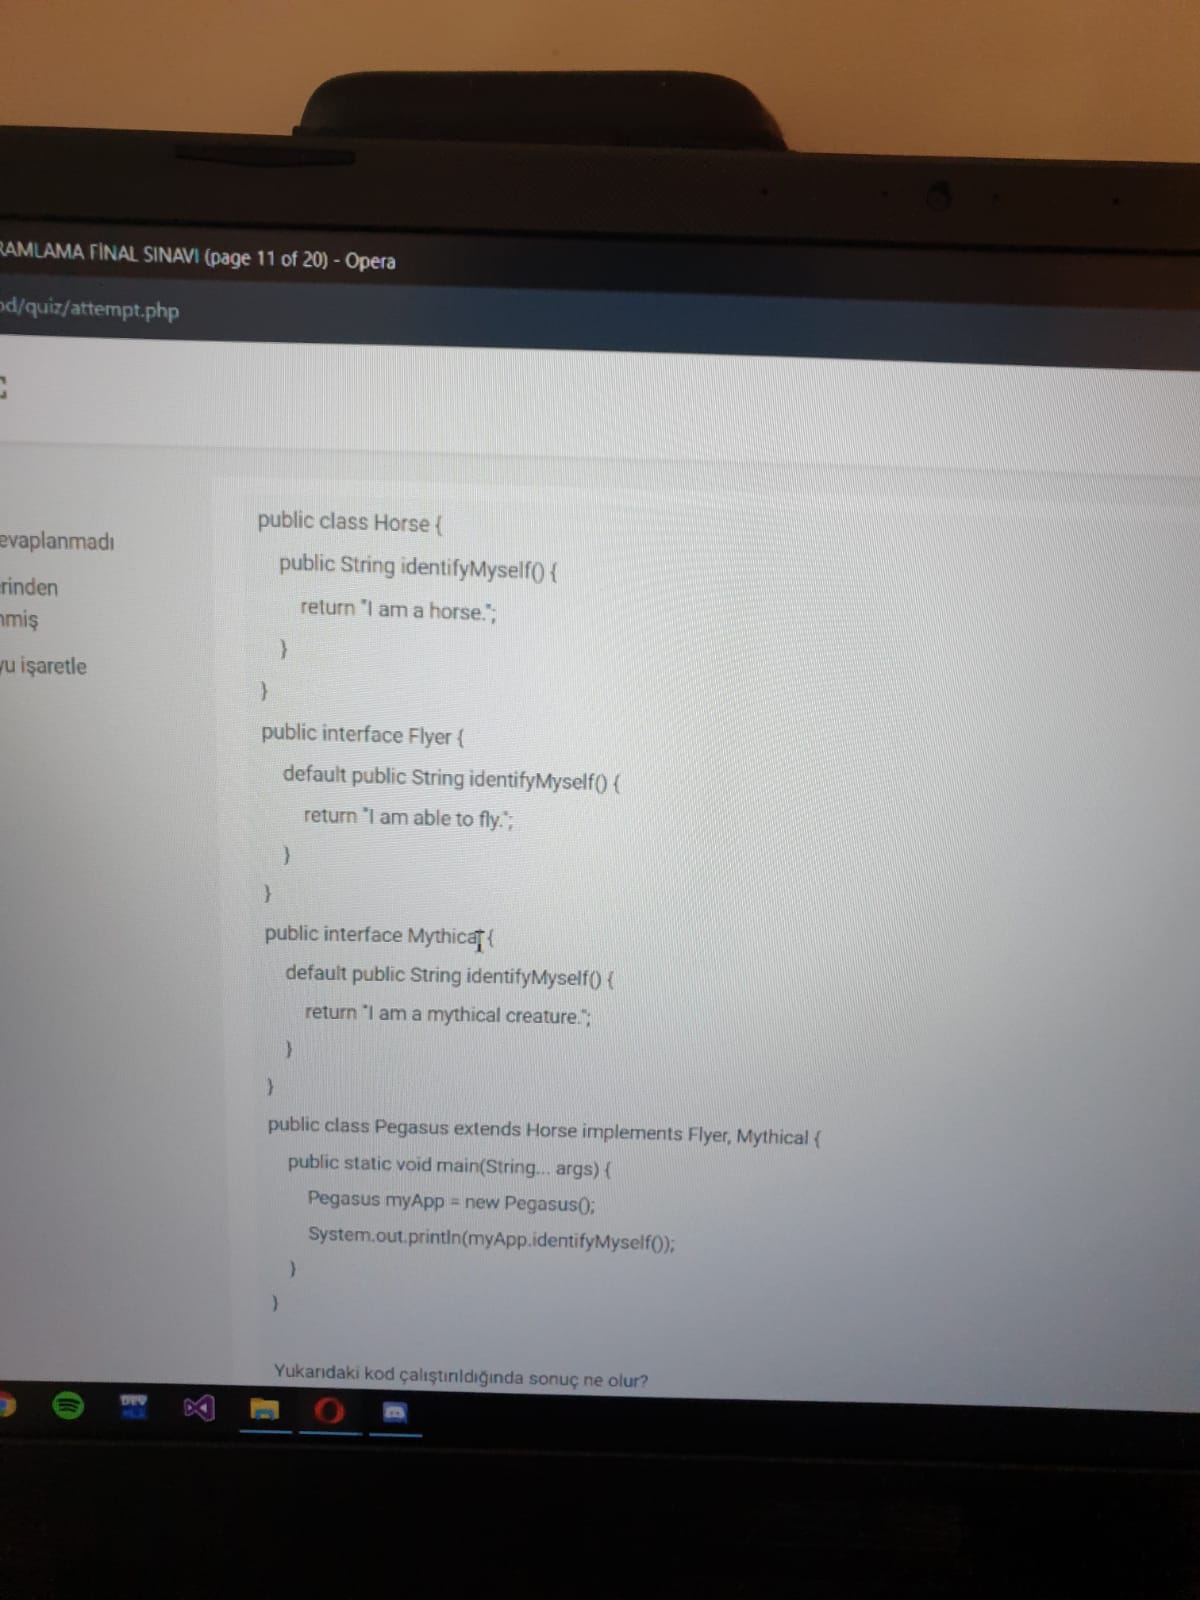 RAMLAMA FİNAL SINAVI (page 11 of 20) - Opera
od/quiz/attempt.php
evaplanmadı
rinden
miş
yu işaretle
public class Horse {
public String identifyMyself() {
return "I am a horse.";
}
}
public interface Flyer {
default public String identifyMyself() {
return "I am able to fly.";
}
}
public interface Mythical {
default public String identifyMyself() {
return "I am a mythical creature.";
}
}
public class Pegasus extends Horse implements Flyer, Mythical {
public static void main(String... args) {
Pegasus myApp = new Pegasus();
System.out.println(myApp.identifyMyself());
}
}
Yukarıdaki kod çalıştırıldığında sonuç ne olur?
DEV